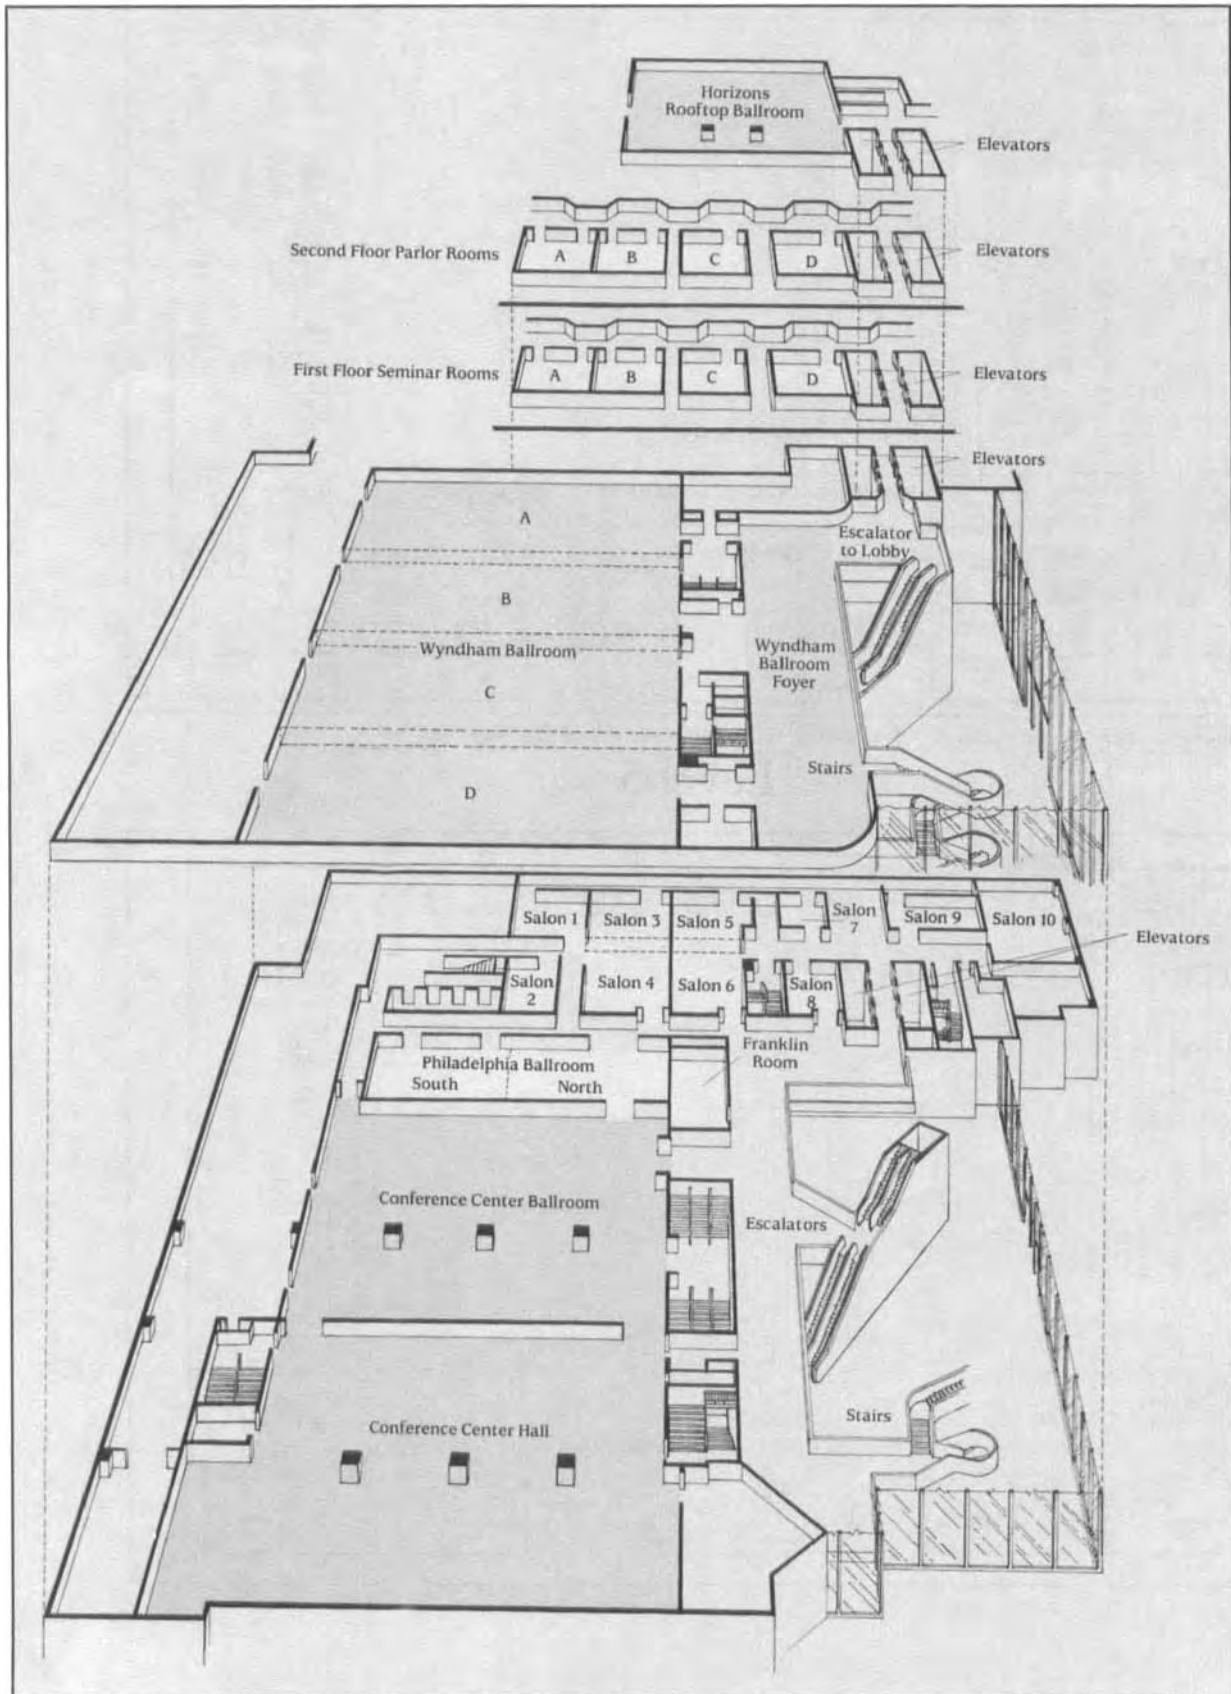 Horizons
Rooftop Ballroom
Elevators
Second Floor Parlor Rooms
A
B
C
D
Elevators
First Floor Seminar Rooms
A
B
C
D
Elevators
Elevators
A
Escalator
to Lobby
B
Wyndham Ballroom
Wyndham
Ballroom
Foyer
C
Stairs
D
Salon 1
Salon 3
Salon 5
Salon
7
Salon 9
Salon 10
Elevators
Salon
2
Salon 4
Salon 6
Salon
8
Franklin
Room
Philadelphia Ballroom
South
North
Conference Center Ballroom
Escalators
Stairs
Conference Center Hall